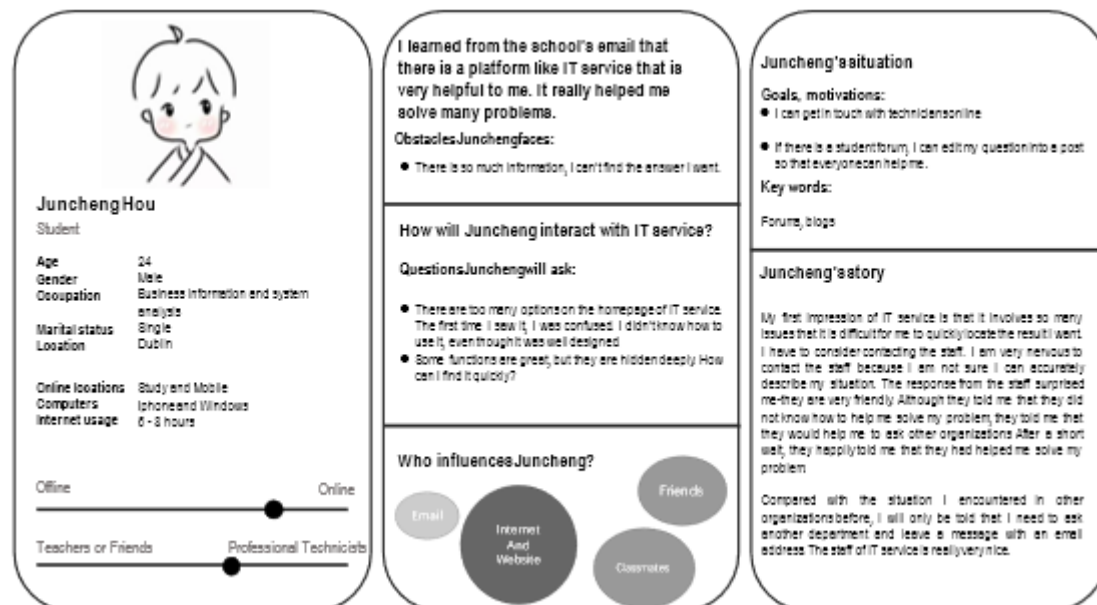 Juncheng Hou
Student
Age 24
Gender Male
Occupation Business information and system
analysis
Marital status Single
Location Dublin
Online locations Study and Mobile
Computers Iphone and Windows
Internet usage 6 - 8 hours
Offline Online
Teachers or Friends Professional Technicists
I learned from the school's email that
there is a platform like IT service that is
very helpful to me. It really helped me
solve many problems.
Obstacles Juncheng faces:
● There is so much information, I can't find the answer I want.
How will Juncheng interact with IT service?
Questions Juncheng will ask:
● There are too many options on the homepage of IT service.
The first time I saw it, I was confused. I didn't know how to
use it, even though it was well designed
● Some functions are great, but they are hidden deeply. How
can I find it quickly?
Who influences Juncheng?
Email
Internet
And
Website
Friends
Classmates
Juncheng's situation
Goals, motivations:
● I can get in touch with technicians online
● If there is a student forum, I can edit my question into a post
so that everyone can help me.
Key words:
Forums, blogs
Juncheng's story
My first impression of IT service is that it involves so many
issues that it is difficult for me to quickly locate the result I want.
I have to consider contacting the staff. I am very nervous to
contact the staff because I am not sure I can accurately
describe my situation. The response from the staff surprised
me-they are very friendly. Although they told me that they did
not know how to help me solve my problem, they told me that
they would help me to ask other organizations. After a short
wait, they happily told me that they had helped me solve my
problem
Compared with the situation I encountered in other
organizations before, I will only be told that I need to ask
another department and leave a message with an email
address. The staff of IT service is really very nice.